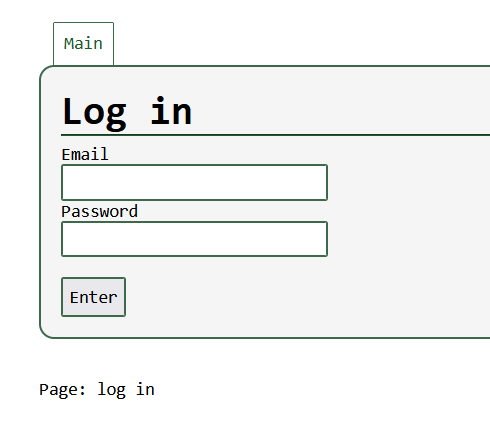 Main
Log in
Email
Password
Enter
Page: log in